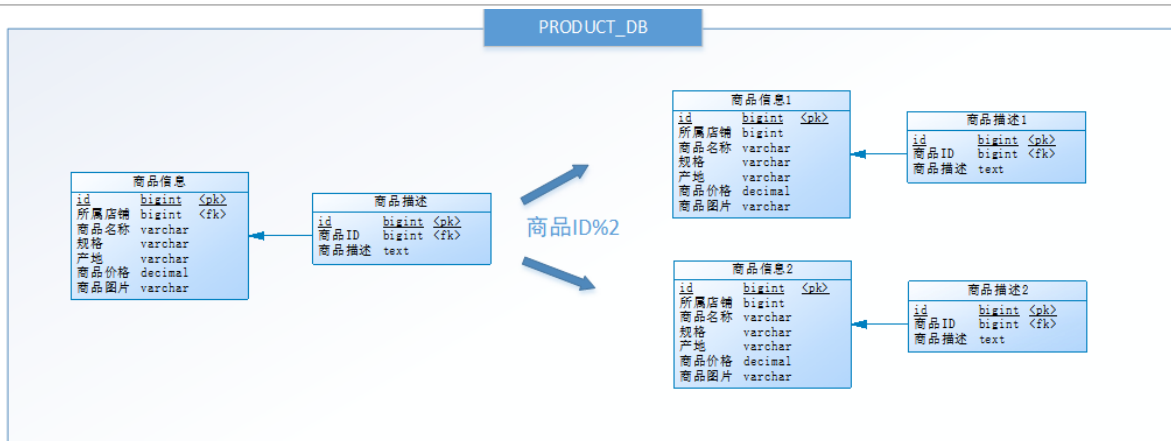 PRODUCT_DB
商品信息
id bigint <pk>
所属店铺 bigint <fk>
商品名称 varchar
规格 varchar
产地 varchar
商品价格 decimal
商品图片 varchar
商品描述
id bigint <pk>
商品ID bigint <fk>
商品描述 text
商品ID%2
商品信息1
id bigint <pk>
所属店铺 bigint
商品名称 varchar
规格 varchar
产地 varchar
商品价格 decimal
商品图片 varchar
商品描述1
id bigint <pk>
商品ID bigint <fk>
商品描述 text
商品信息2
id bigint <pk>
所属店铺 bigint
商品名称 varchar
规格 varchar
产地 varchar
商品价格 decimal
商品图片 varchar
商品描述2
id bigint <pk>
商品ID bigint <fk>
商品描述 text